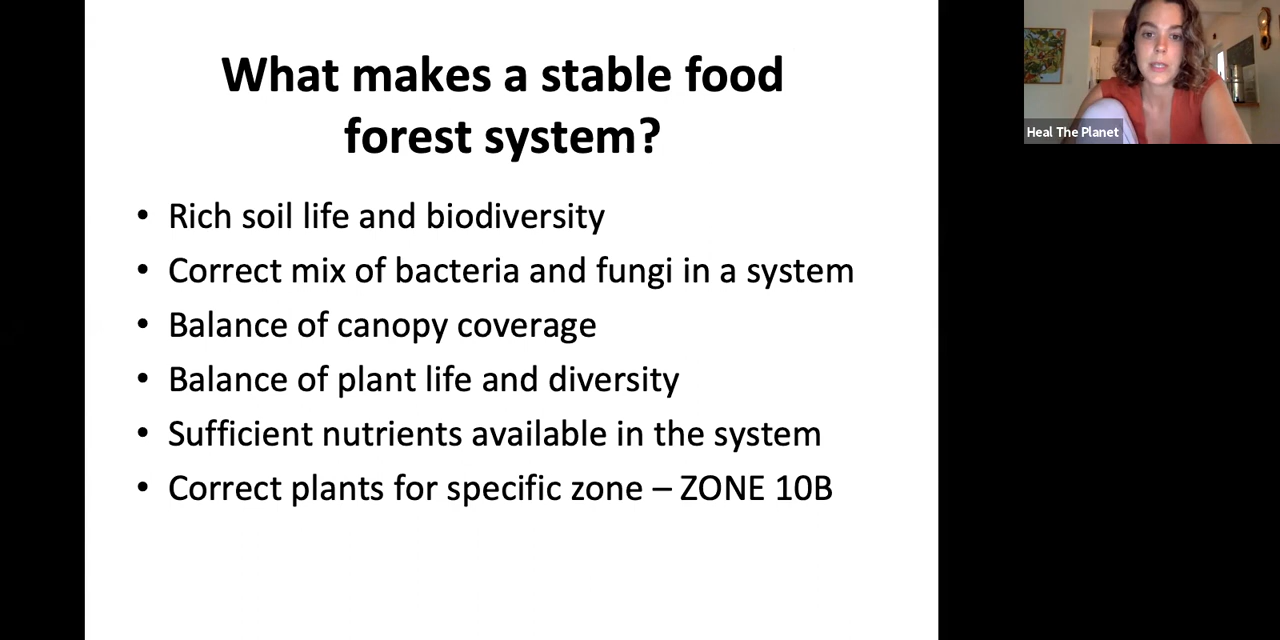 What makes a stable food
forest system?
• Rich soil life and biodiversity
• Correct mix of bacteria and fungi in a system
• Balance of canopy coverage
• Balance of plant life and diversity
• Sufficient nutrients available in the system
• Correct plants for specific zone – ZONE 10B
Heal The Planet